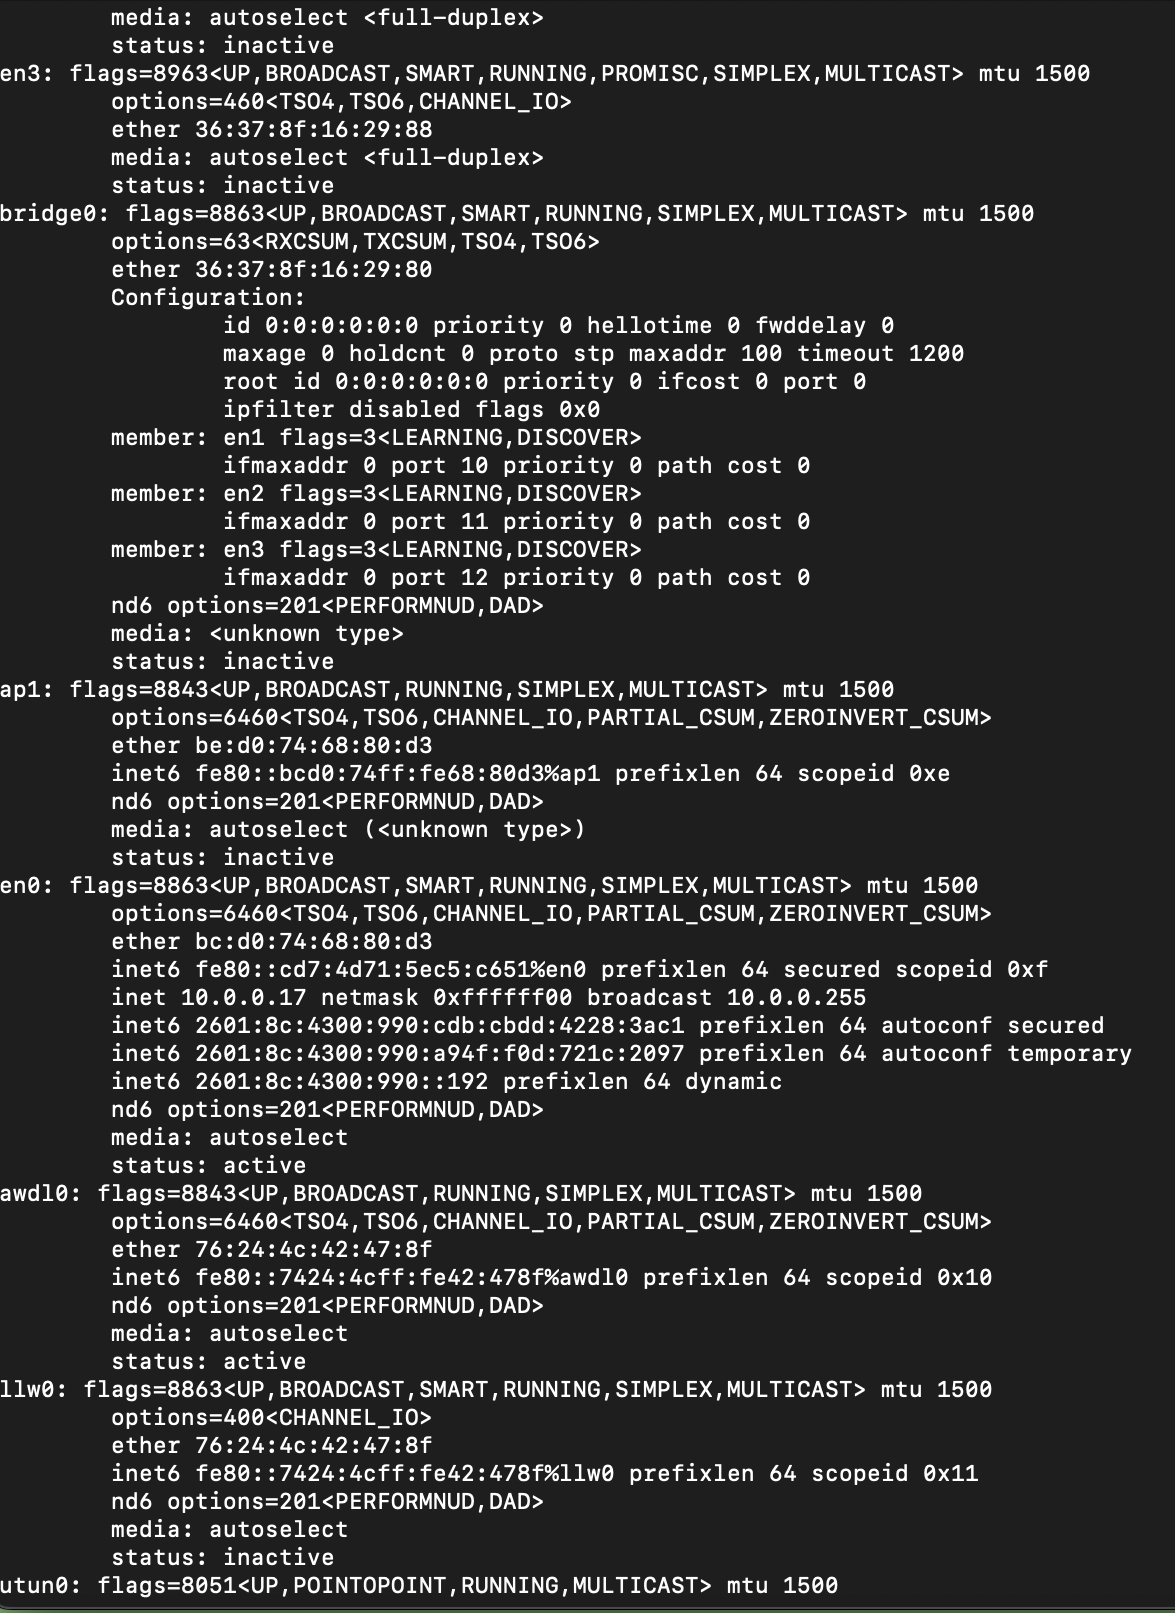 media: autoselect <full-duplex>
status: inactive
en3: flags=8963<UP,BROADCAST,SMART,RUNNING,PROMISC,SIMPLEX,MULTICAST> mtu 1500
options=460<TSO4,TSO6,CHANNEL_IO>
ether 36:37:8f:16:29:88
media: autoselect <full-duplex>
status: inactive
bridge0: flags=8863<UP,BROADCAST,SMART,RUNNING,SIMPLEX,MULTICAST> mtu 1500
options=63<RXCSUM,TXCSUM,TSO4,TSO6>
ether 36:37:8f:16:29:80
Configuration:
id 0:0:0:0:0:0 priority 0 hellotime 0 fwddelay 0
maxage 0 holdcnt 0 proto stp maxaddr 100 timeout 1200
root id 0:0:0:0:0:0 priority 0 ifcost 0 port 0
ipfilter disabled flags 0x0
member: en1 flags=3<LEARNING,DISCOVER>
ifmaxaddr 0 port 10 priority 0 path cost 0
member: en2 flags=3<LEARNING,DISCOVER>
ifmaxaddr 0 port 11 priority 0 path cost 0
member: en3 flags=3<LEARNING,DISCOVER>
ifmaxaddr 0 port 12 priority 0 path cost 0
nd6 options=201<PERFORMNUD,DAD>
media: <unknown type>
status: inactive
ap1: flags=8843<UP,BROADCAST,RUNNING,SIMPLEX,MULTICAST> mtu 1500
options=6460<TSO4,TSO6,CHANNEL_IO,PARTIAL_CSUM,ZEROINVERT_CSUM>
ether be:d0:74:68:80:d3
inet6 fe80::bcd0:74ff:fe68:80d3%ap1 prefixlen 64 scopeid 0xe
nd6 options=201<PERFORMNUD,DAD>
media: autoselect (<unknown type>)
status: inactive
en0: flags=8863<UP,BROADCAST,SMART,RUNNING,SIMPLEX,MULTICAST> mtu 1500
options=6460<TSO4,TSO6,CHANNEL_IO,PARTIAL_CSUM,ZEROINVERT_CSUM>
ether bc:d0:74:68:80:d3
inet6 fe80::cd7:4d71:5ec5:c651%en0 prefixlen 64 secured scopeid 0xf
inet 10.0.0.17 netmask 0xffffff00 broadcast 10.0.0.255
inet6 2601:8c:4300:990:cdb:cbdd:4228:3ac1 prefixlen 64 autoconf secured
inet6 2601:8c:4300:990:a94f:f0d:721c:2097 prefixlen 64 autoconf temporary
inet6 2601:8c:4300:990::192 prefixlen 64 dynamic
nd6 options=201<PERFORMNUD,DAD>
media: autoselect
status: active
awdl0: flags=8843<UP,BROADCAST,RUNNING,SIMPLEX,MULTICAST> mtu 1500
options=6460<TSO4,TSO6,CHANNEL_IO,PARTIAL_CSUM,ZEROINVERT_CSUM>
ether 76:24:4c:42:47:8f
inet6 fe80::7424:4cff:fe42:478f%awdl0 prefixlen 64 scopeid 0x10
nd6 options=201<PERFORMNUD,DAD>
media: autoselect
status: active
llw0: flags=8863<UP,BROADCAST,SMART,RUNNING,SIMPLEX,MULTICAST> mtu 1500
options=400<CHANNEL_IO>
ether 76:24:4c:42:47:8f
inet6 fe80::7424:4cff:fe42:478f%llw0 prefixlen 64 scopeid 0x11
nd6 options=201<PERFORMNUD,DAD>
media: autoselect
status: inactive
utun0: flags=8051<UP,POINTOPOINT,RUNNING,MULTICAST> mtu 1500